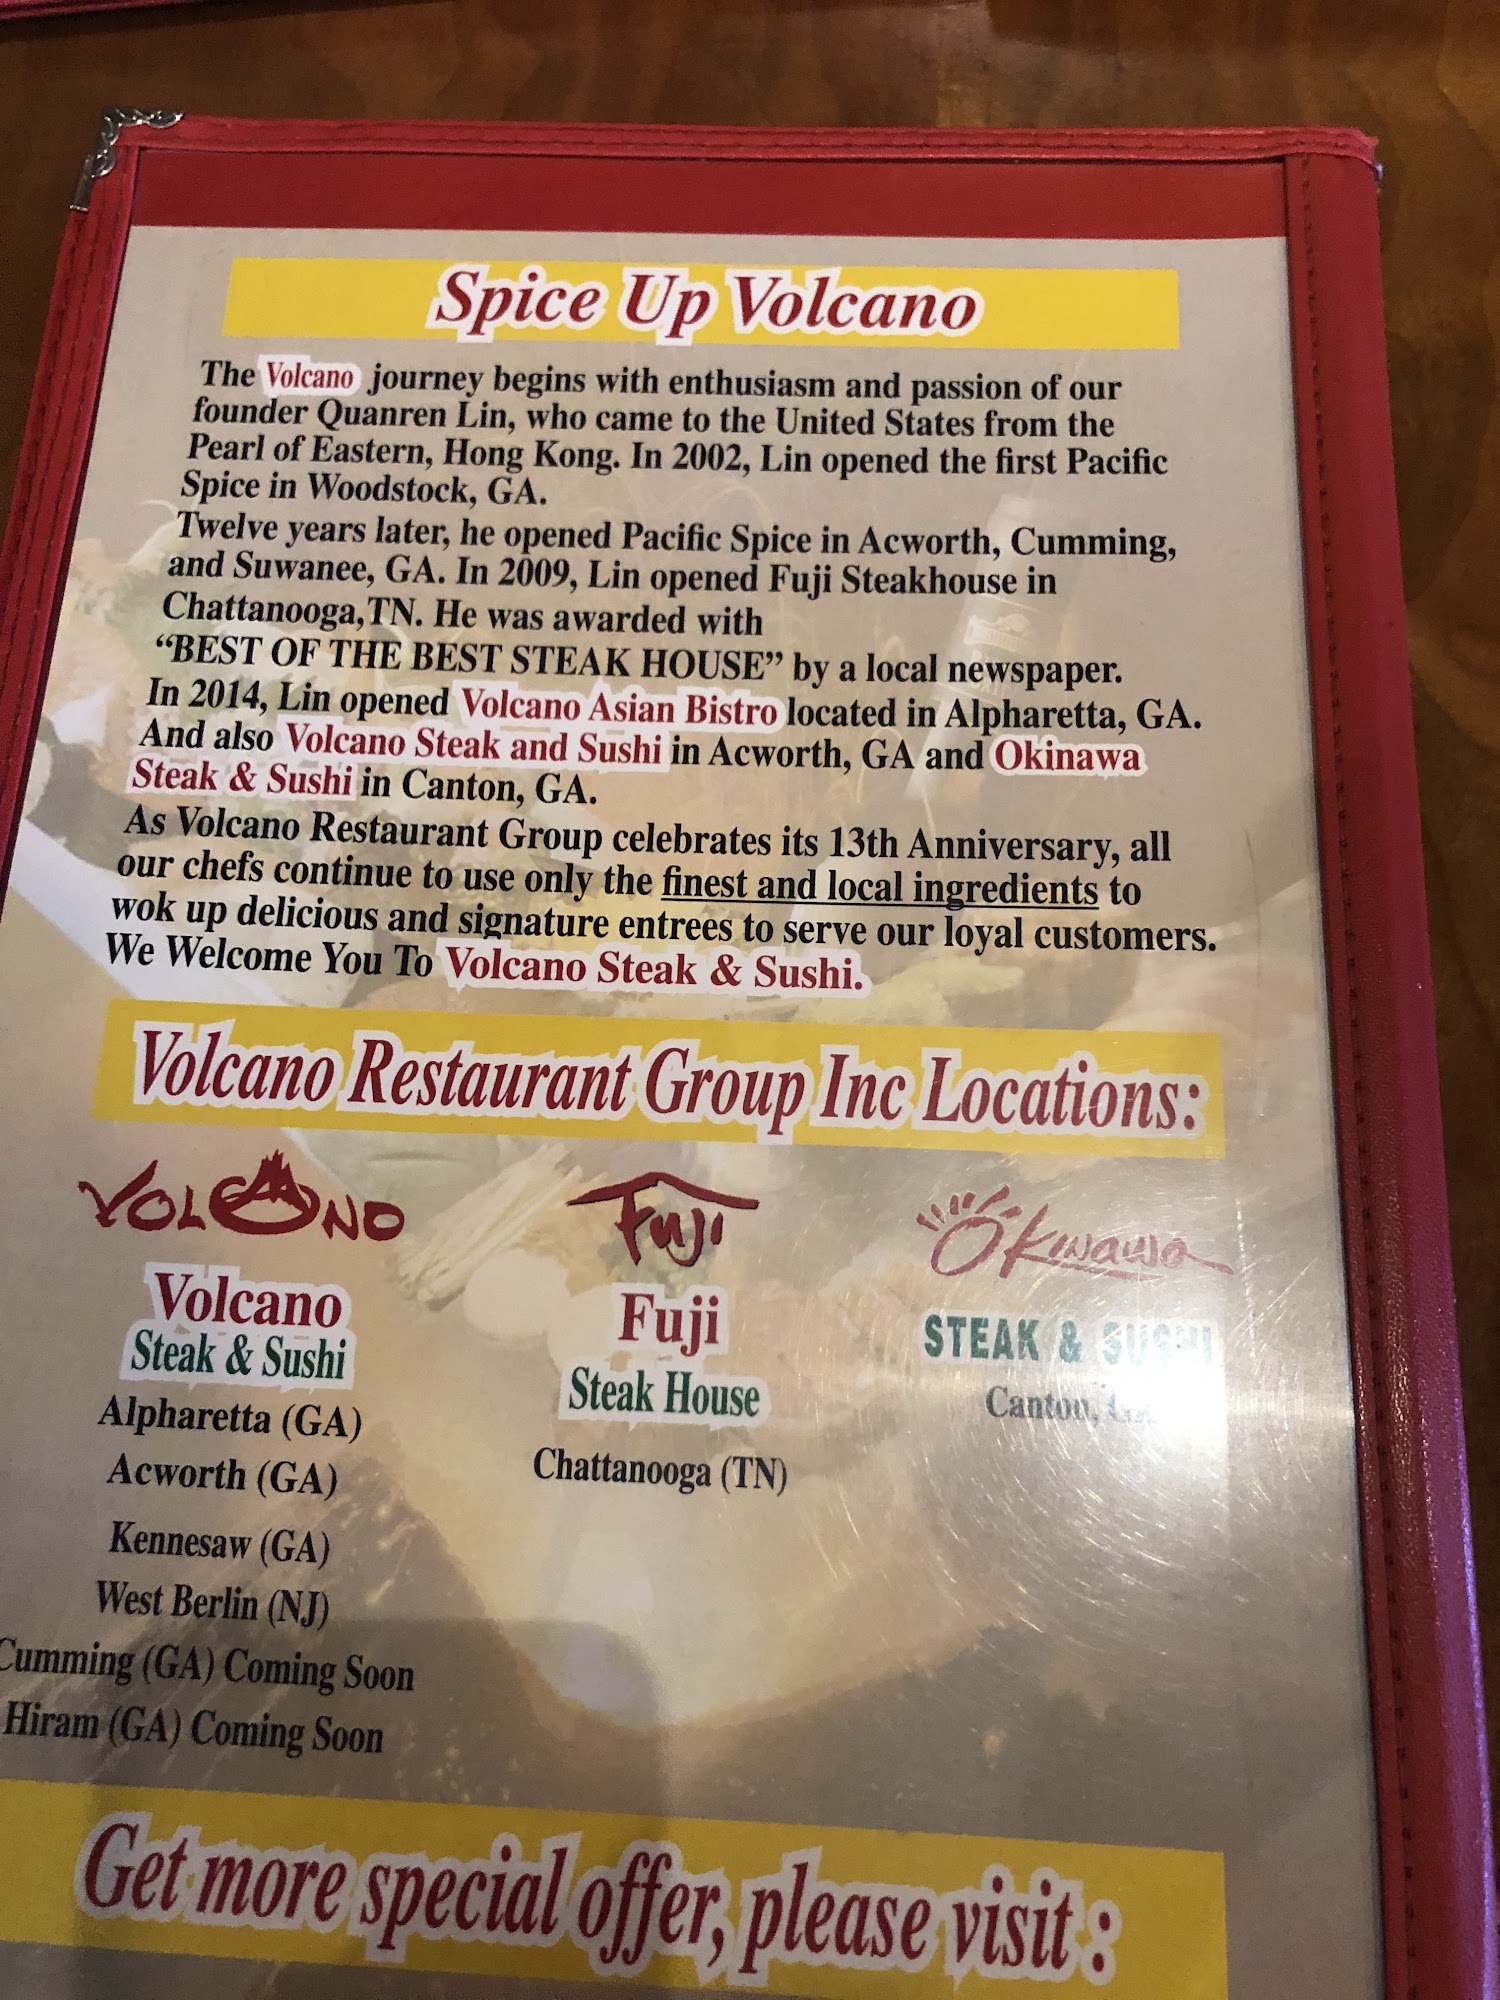 Spice Up Volcano
The Volcano journey begins with enthusiasm and passion of our
founder Quanren Lin, who came to the United States from the
Pearl of Eastern, Hong Kong. In 2002, Lin opened the first Pacific
Spice in Woodstock, GA.
Twelve years later, he opened Pacific Spice in Acworth, Cumming,
and Suwanee, GA. In 2009, Lin opened Fuji Steakhouse in
Chattanooga,TN. He was awarded with
“BEST OF THE BEST STEAK HOUSE” by a local newspaper.
In 2014, Lin opened Volcano Asian Bistro located in Alpharetta, GA.
And also Volcano Steak and Sushi in Acworth, GA and Okinawa
Steak & Sushi in Canton, GA.
As Volcano Restaurant Group celebrates its 13th Anniversary, all
our chefs continue to use only the finest and local ingredients to
wok up delicious and signature entrees to serve our loyal customers.
We Welcome You To Volcano Steak & Sushi.
Volcano Restaurant Group Inc Locations:
VOLCANO
Volcano
Steak & Sushi
Alpharetta (GA)
Acworth (GA)
Kennesaw (GA)
West Berlin (NJ)
Cumming (GA) Coming Soon
Hiram (GA) Coming Soon
FUJI
Fuji
Steak House
Chattanooga (TN)
Okinawa
STEAK & SUSHI
Canton,
Get more special offer, please visit :